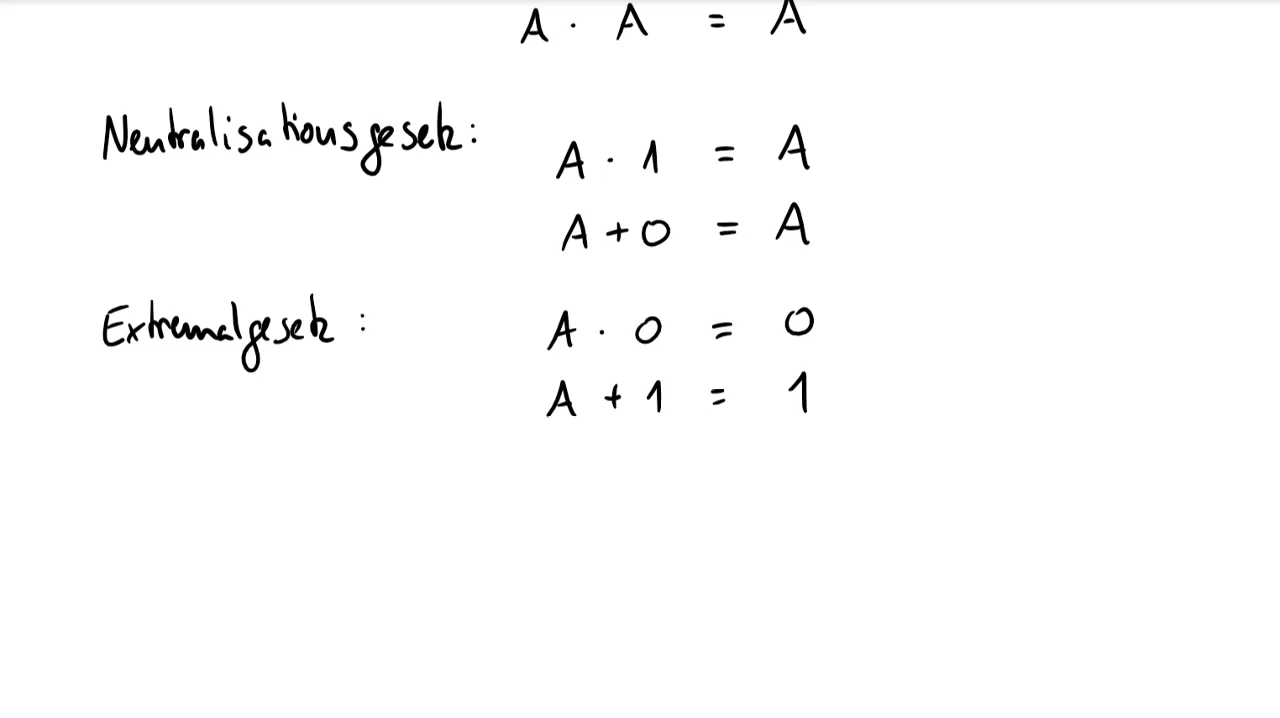 A · A = A
Neutralisationsgesetz: A · 1 = A
A + 0 = A
Extremalgesetz: A · 0 = 0
A + 1 = 1